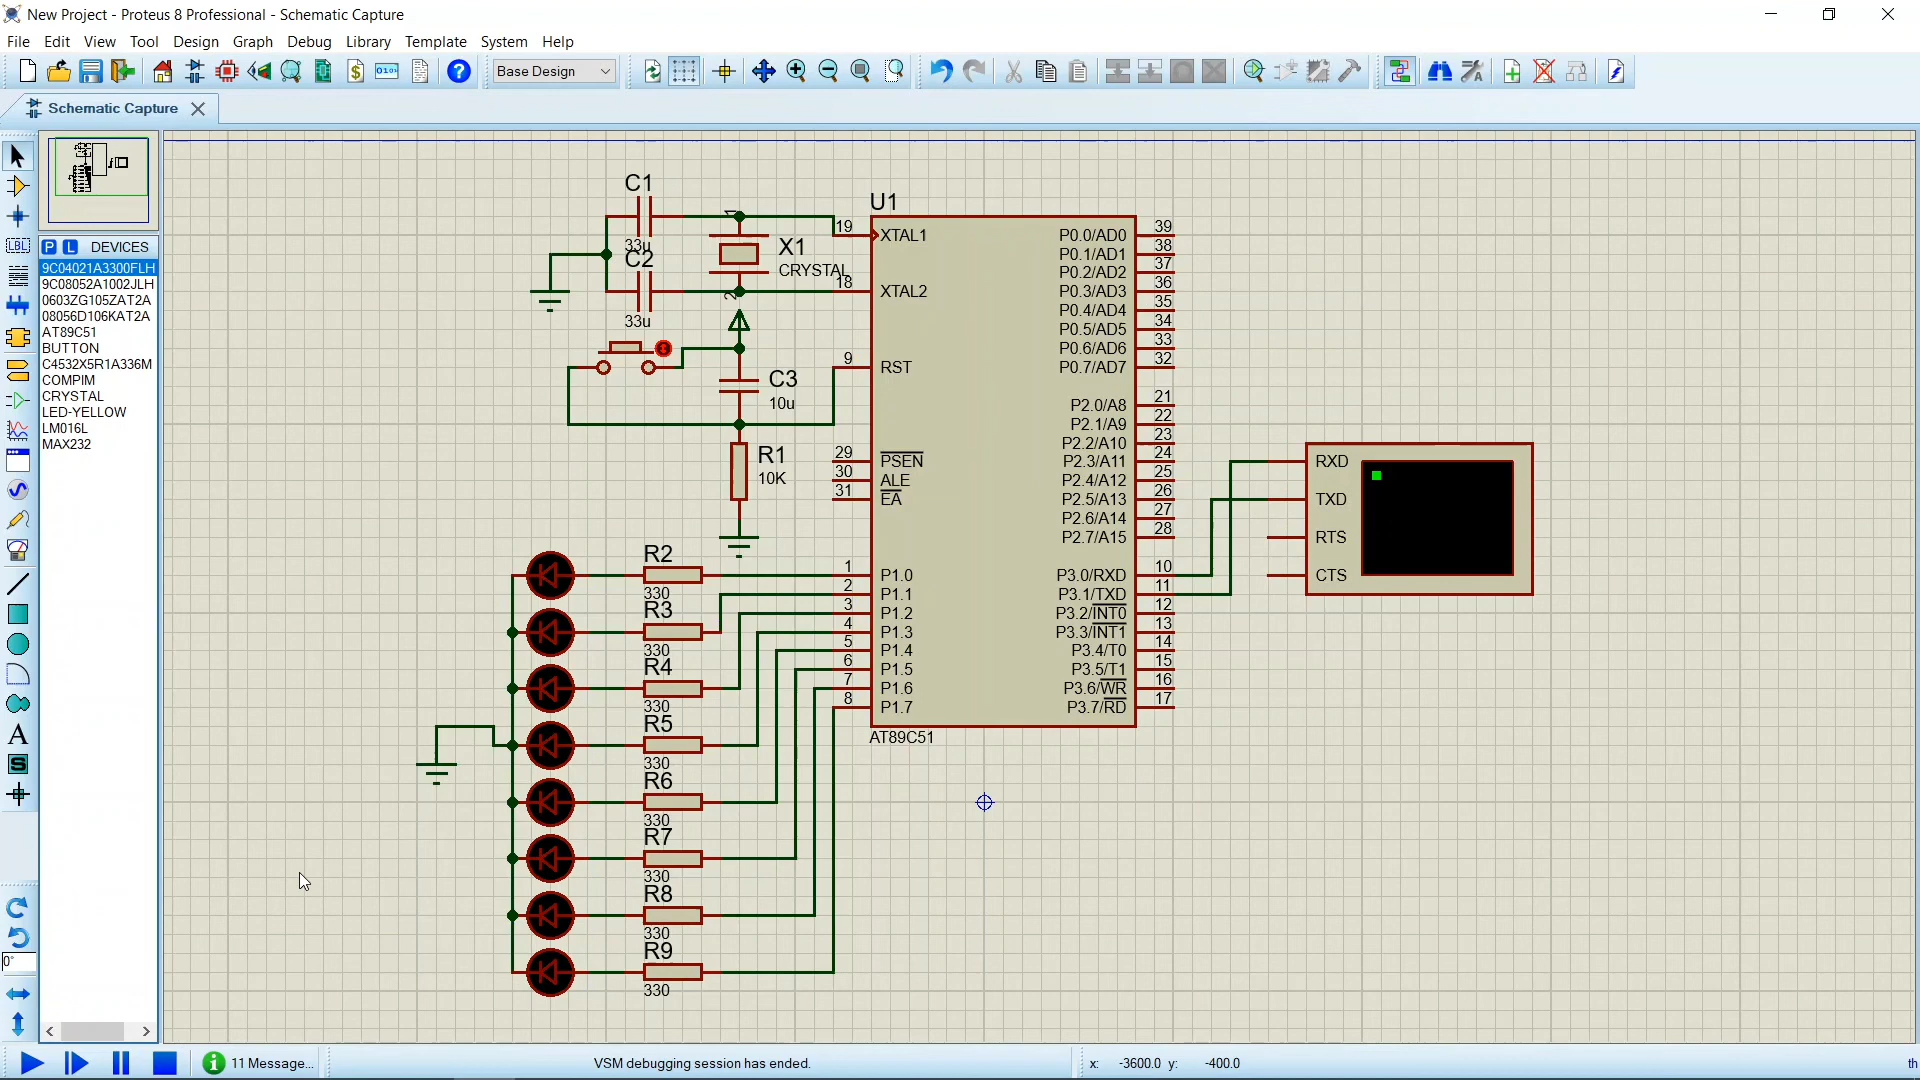 New Project - Proteus 8 Professional - Schematic Capture
File Edit View Tool Design Graph Debug Library Template System Help
Base Design
Schematic Capture
P L DEVICES
9C04021A3300FLH
9C08052A1002JLH
0603ZG105ZAT2A
08056D106KAT2A
AT89C51
BUTTON
C4532X5R1A336M
COMPIM
CRYSTAL
LED-YELLOW
LM016L
MAX232
LBL
A
S
0°
C1
33u
C2
33u
1
X1
CRYSTAL
2
C3
10u
R1
10K
R2
330
R3
330
R4
330
R5
330
R6
330
R7
330
R8
330
R9
330
U1
19 XTAL1
18 XTAL2
9 RST
29 PSEN
30 ALE
31 EA
1 P1.0
2 P1.1
3 P1.2
4 P1.3
5 P1.4
6 P1.5
7 P1.6
8 P1.7
P0.0/AD0 39
P0.1/AD1 38
P0.2/AD2 37
P0.3/AD3 36
P0.4/AD4 35
P0.5/AD5 34
P0.6/AD6 33
P0.7/AD7 32
P2.0/A8 21
P2.1/A9 22
P2.2/A10 23
P2.3/A11 24
P2.4/A12 25
P2.5/A13 26
P2.6/A14 27
P2.7/A15 28
P3.0/RXD 10
P3.1/TXD 11
P3.2/INT0 12
P3.3/INT1 13
P3.4/T0 14
P3.5/T1 15
P3.6/WR 16
P3.7/RD 17
AT89C51
RXD
TXD
RTS
CTS
11 Message...
VSM debugging session has ended.
x: -3600.0 y: -400.0
th